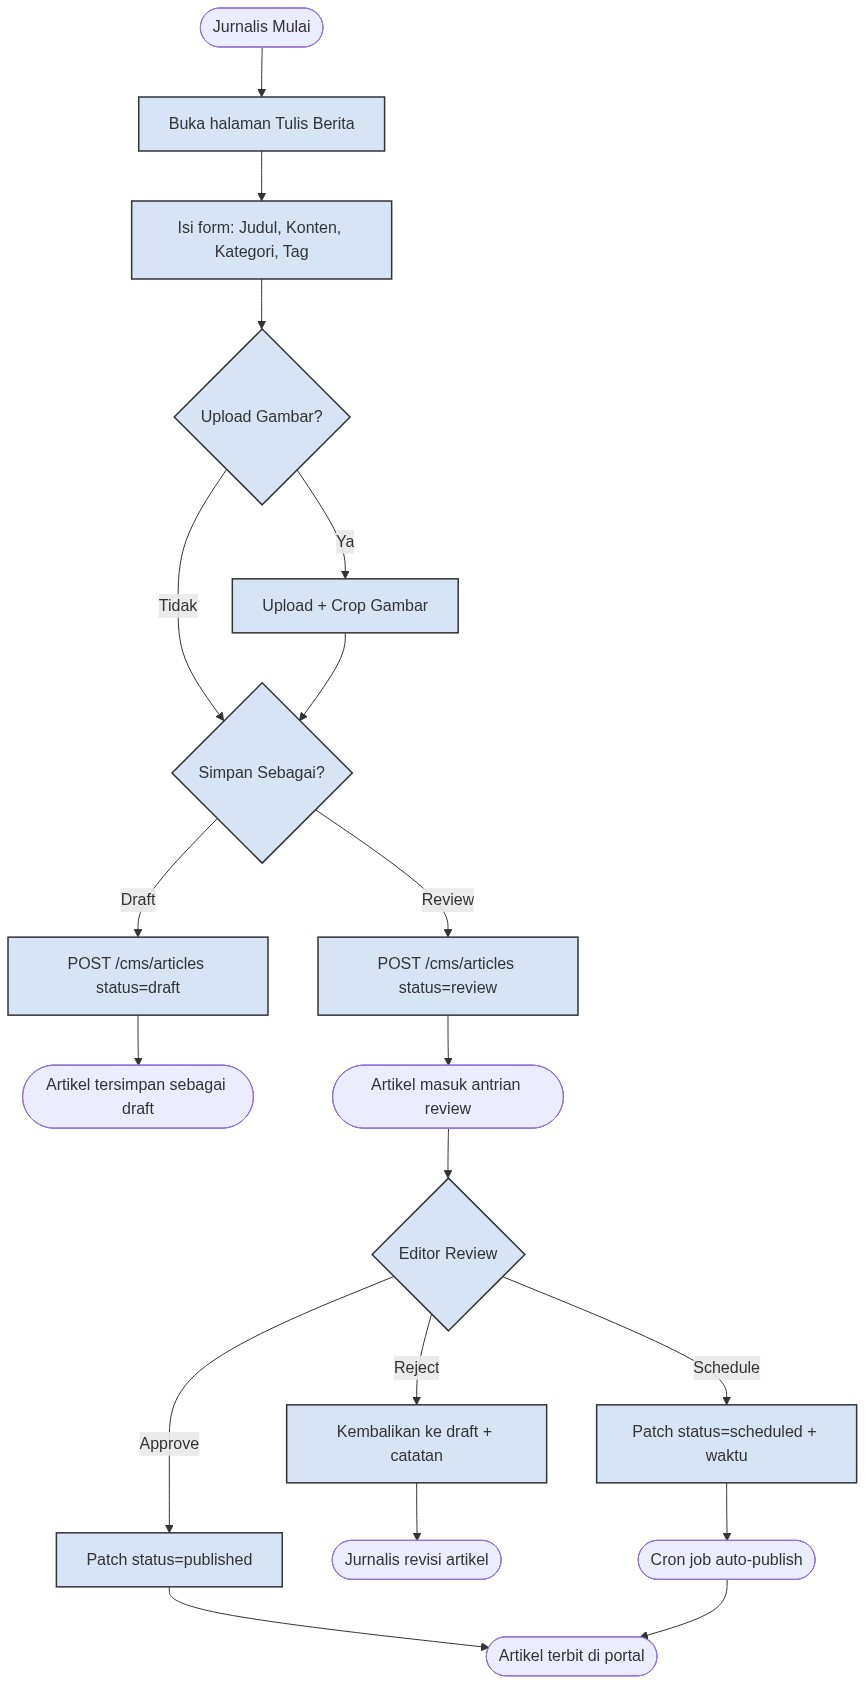 Jurnalis Mulai
Buka halaman Tulis Berita
Isi form: Judul, Konten,
Kategori, Tag
Upload Gambar?
Ya
Tidak
Upload + Crop Gambar
Simpan Sebagai?
Draft
Review
POST /cms/articles
status=draft
POST /cms/articles
status=review
Artikel tersimpan sebagai
draft
Artikel masuk antrian
review
Editor Review
Reject
Schedule
Approve
Kembalikan ke draft +
catatan
Patch status=scheduled +
waktu
Patch status=published
Jurnalis revisi artikel
Cron job auto-publish
Artikel terbit di portal